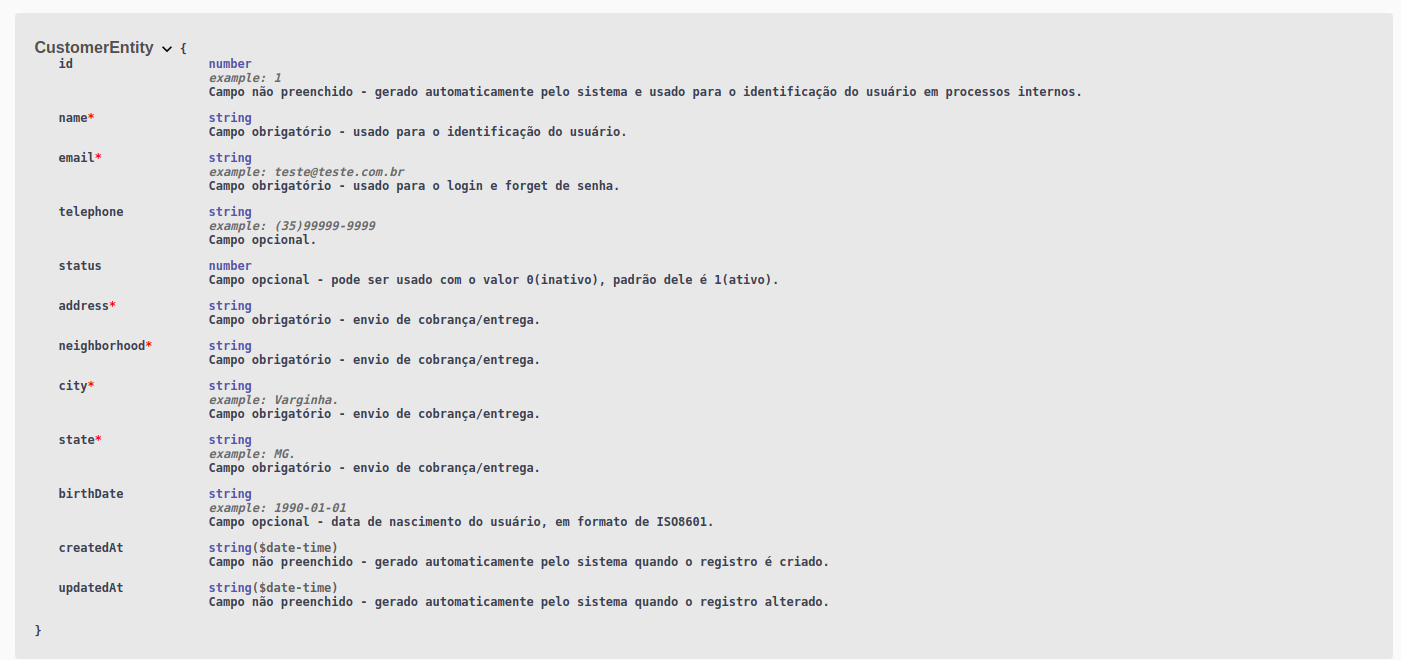 CustomerEntity {
id number
example: 1
Campo não preenchido - gerado automaticamente pelo sistema e usado para o identificação do usuário em processos internos.
name* string
Campo obrigatório - usado para o identificação do usuário.
email* string
example: teste@teste.com.br
Campo obrigatório - usado para o login e forget de senha.
telephone string
example: (35)99999-9999
Campo opcional.
status number
Campo opcional - pode ser usado com o valor 0(inativo), padrão dele é 1(ativo).
address* string
Campo obrigatório - envio de cobrança/entrega.
neighborhood* string
Campo obrigatório - envio de cobrança/entrega.
city* string
example: Varginha.
Campo obrigatório - envio de cobrança/entrega.
state* string
example: MG.
Campo obrigatório - envio de cobrança/entrega.
birthDate string
example: 1990-01-01
Campo opcional - data de nascimento do usuário, em formato de ISO8601.
createdAt string($date-time)
Campo não preenchido - gerado automaticamente pelo sistema quando o registro é criado.
updatedAt string($date-time)
Campo não preenchido - gerado automaticamente pelo sistema quando o registro alterado.
}